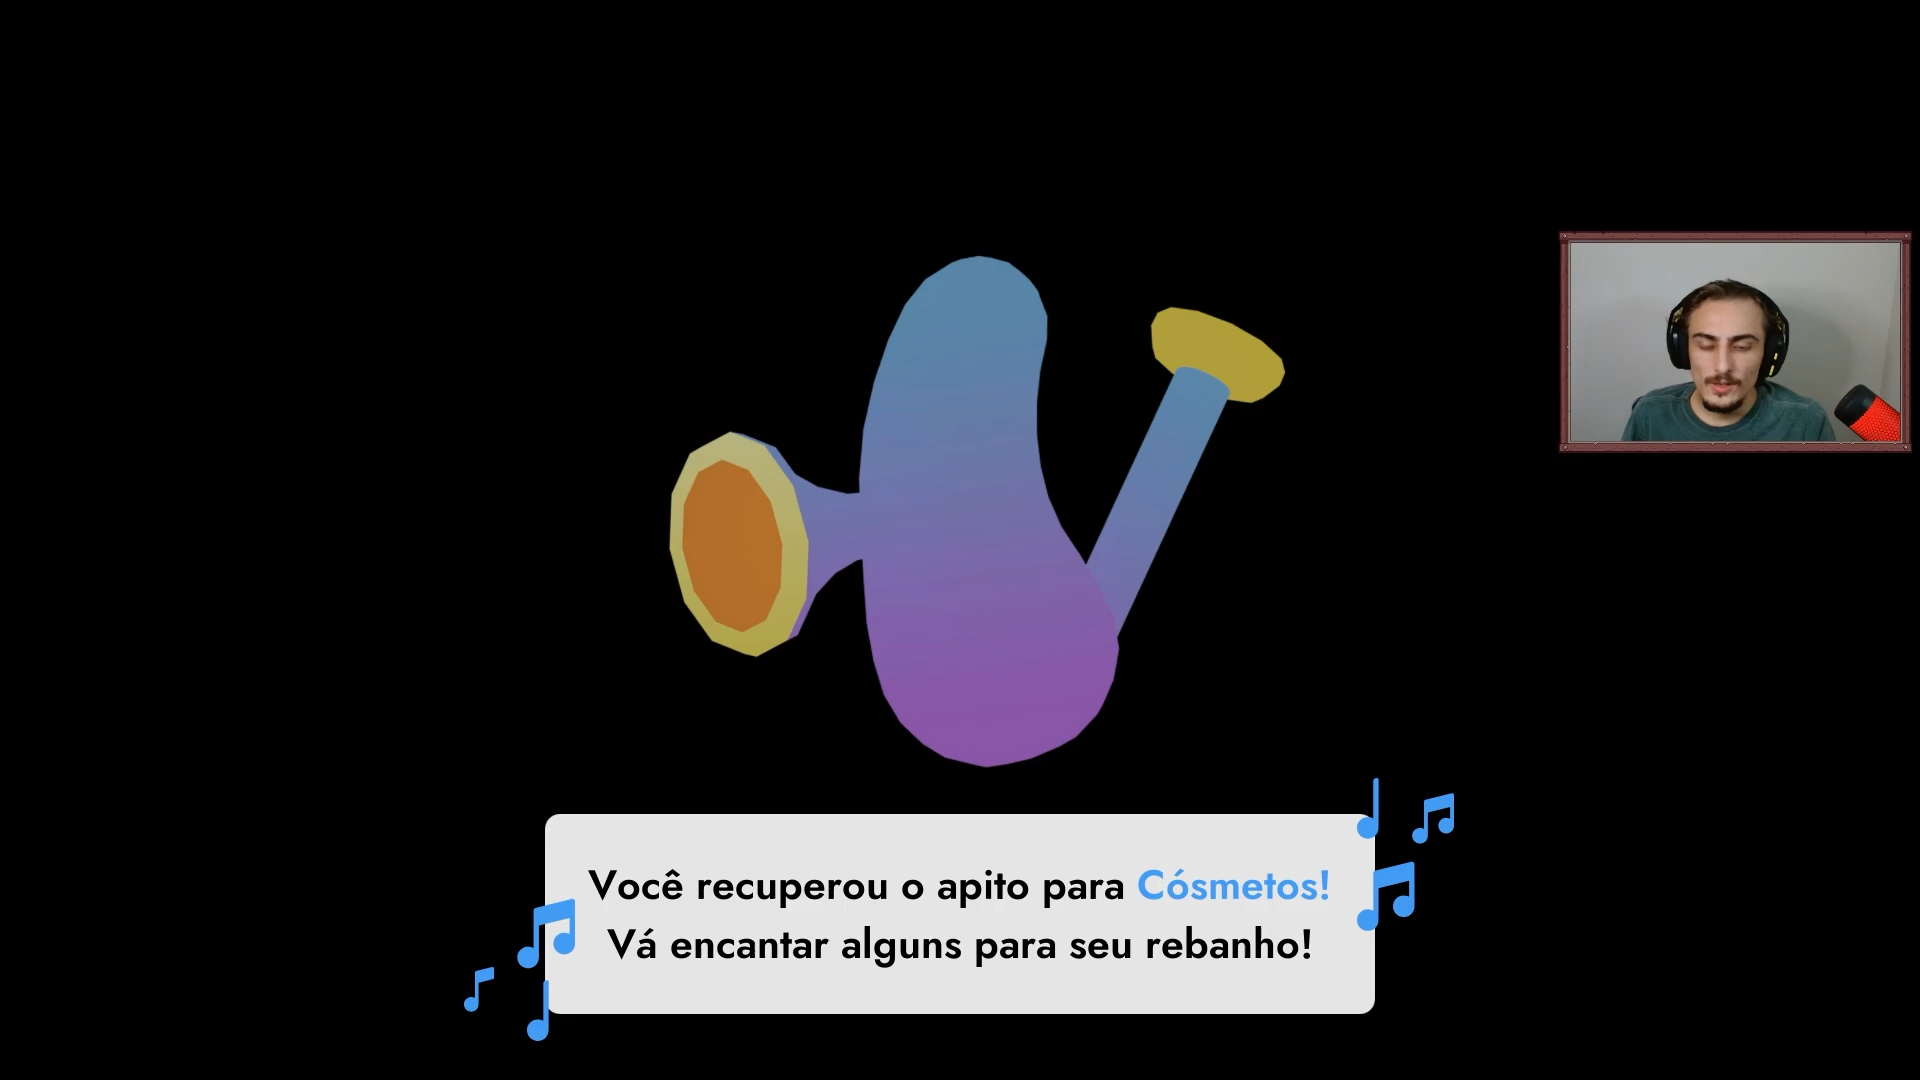 Você recuperou o apito para Cósmetos!
Vá encantar alguns para seu rebanho!